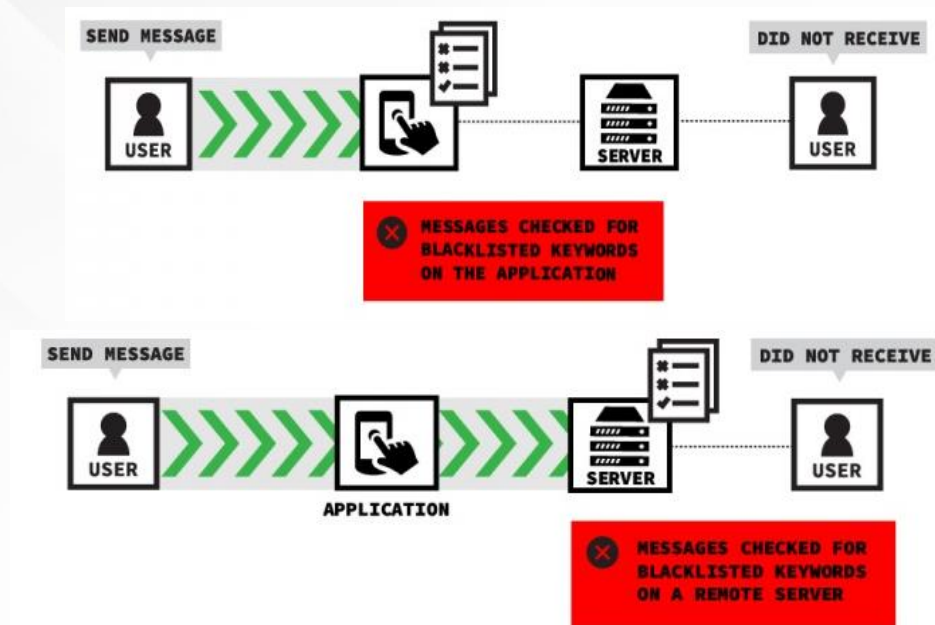 SEND MESSAGE
DID NOT RECEIVE
USER
SERVER
USER
MESSAGES CHECKED FOR
BLACKLISTED KEYWORDS
ON THE APPLICATION
SEND MESSAGE
DID NOT RECEIVE
USER
SERVER
USER
APPLICATION
MESSAGES CHECKED FOR
BLACKLISTED KEYWORDS
ON A REMOTE SERVER